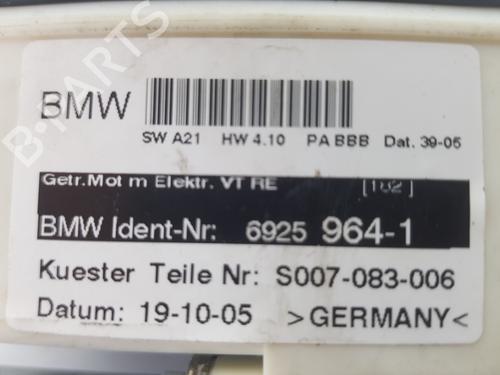 BMW
SW A21 HW 4.10 PA BBB Dat. 39-05
Getr.Mot m Elektr. VT RE [102]
BMW Ident-Nr: 6925 964-1
Kuester Teile Nr: S007-083-006
Datum: 19-10-05 >GERMANY<
B-PARTS